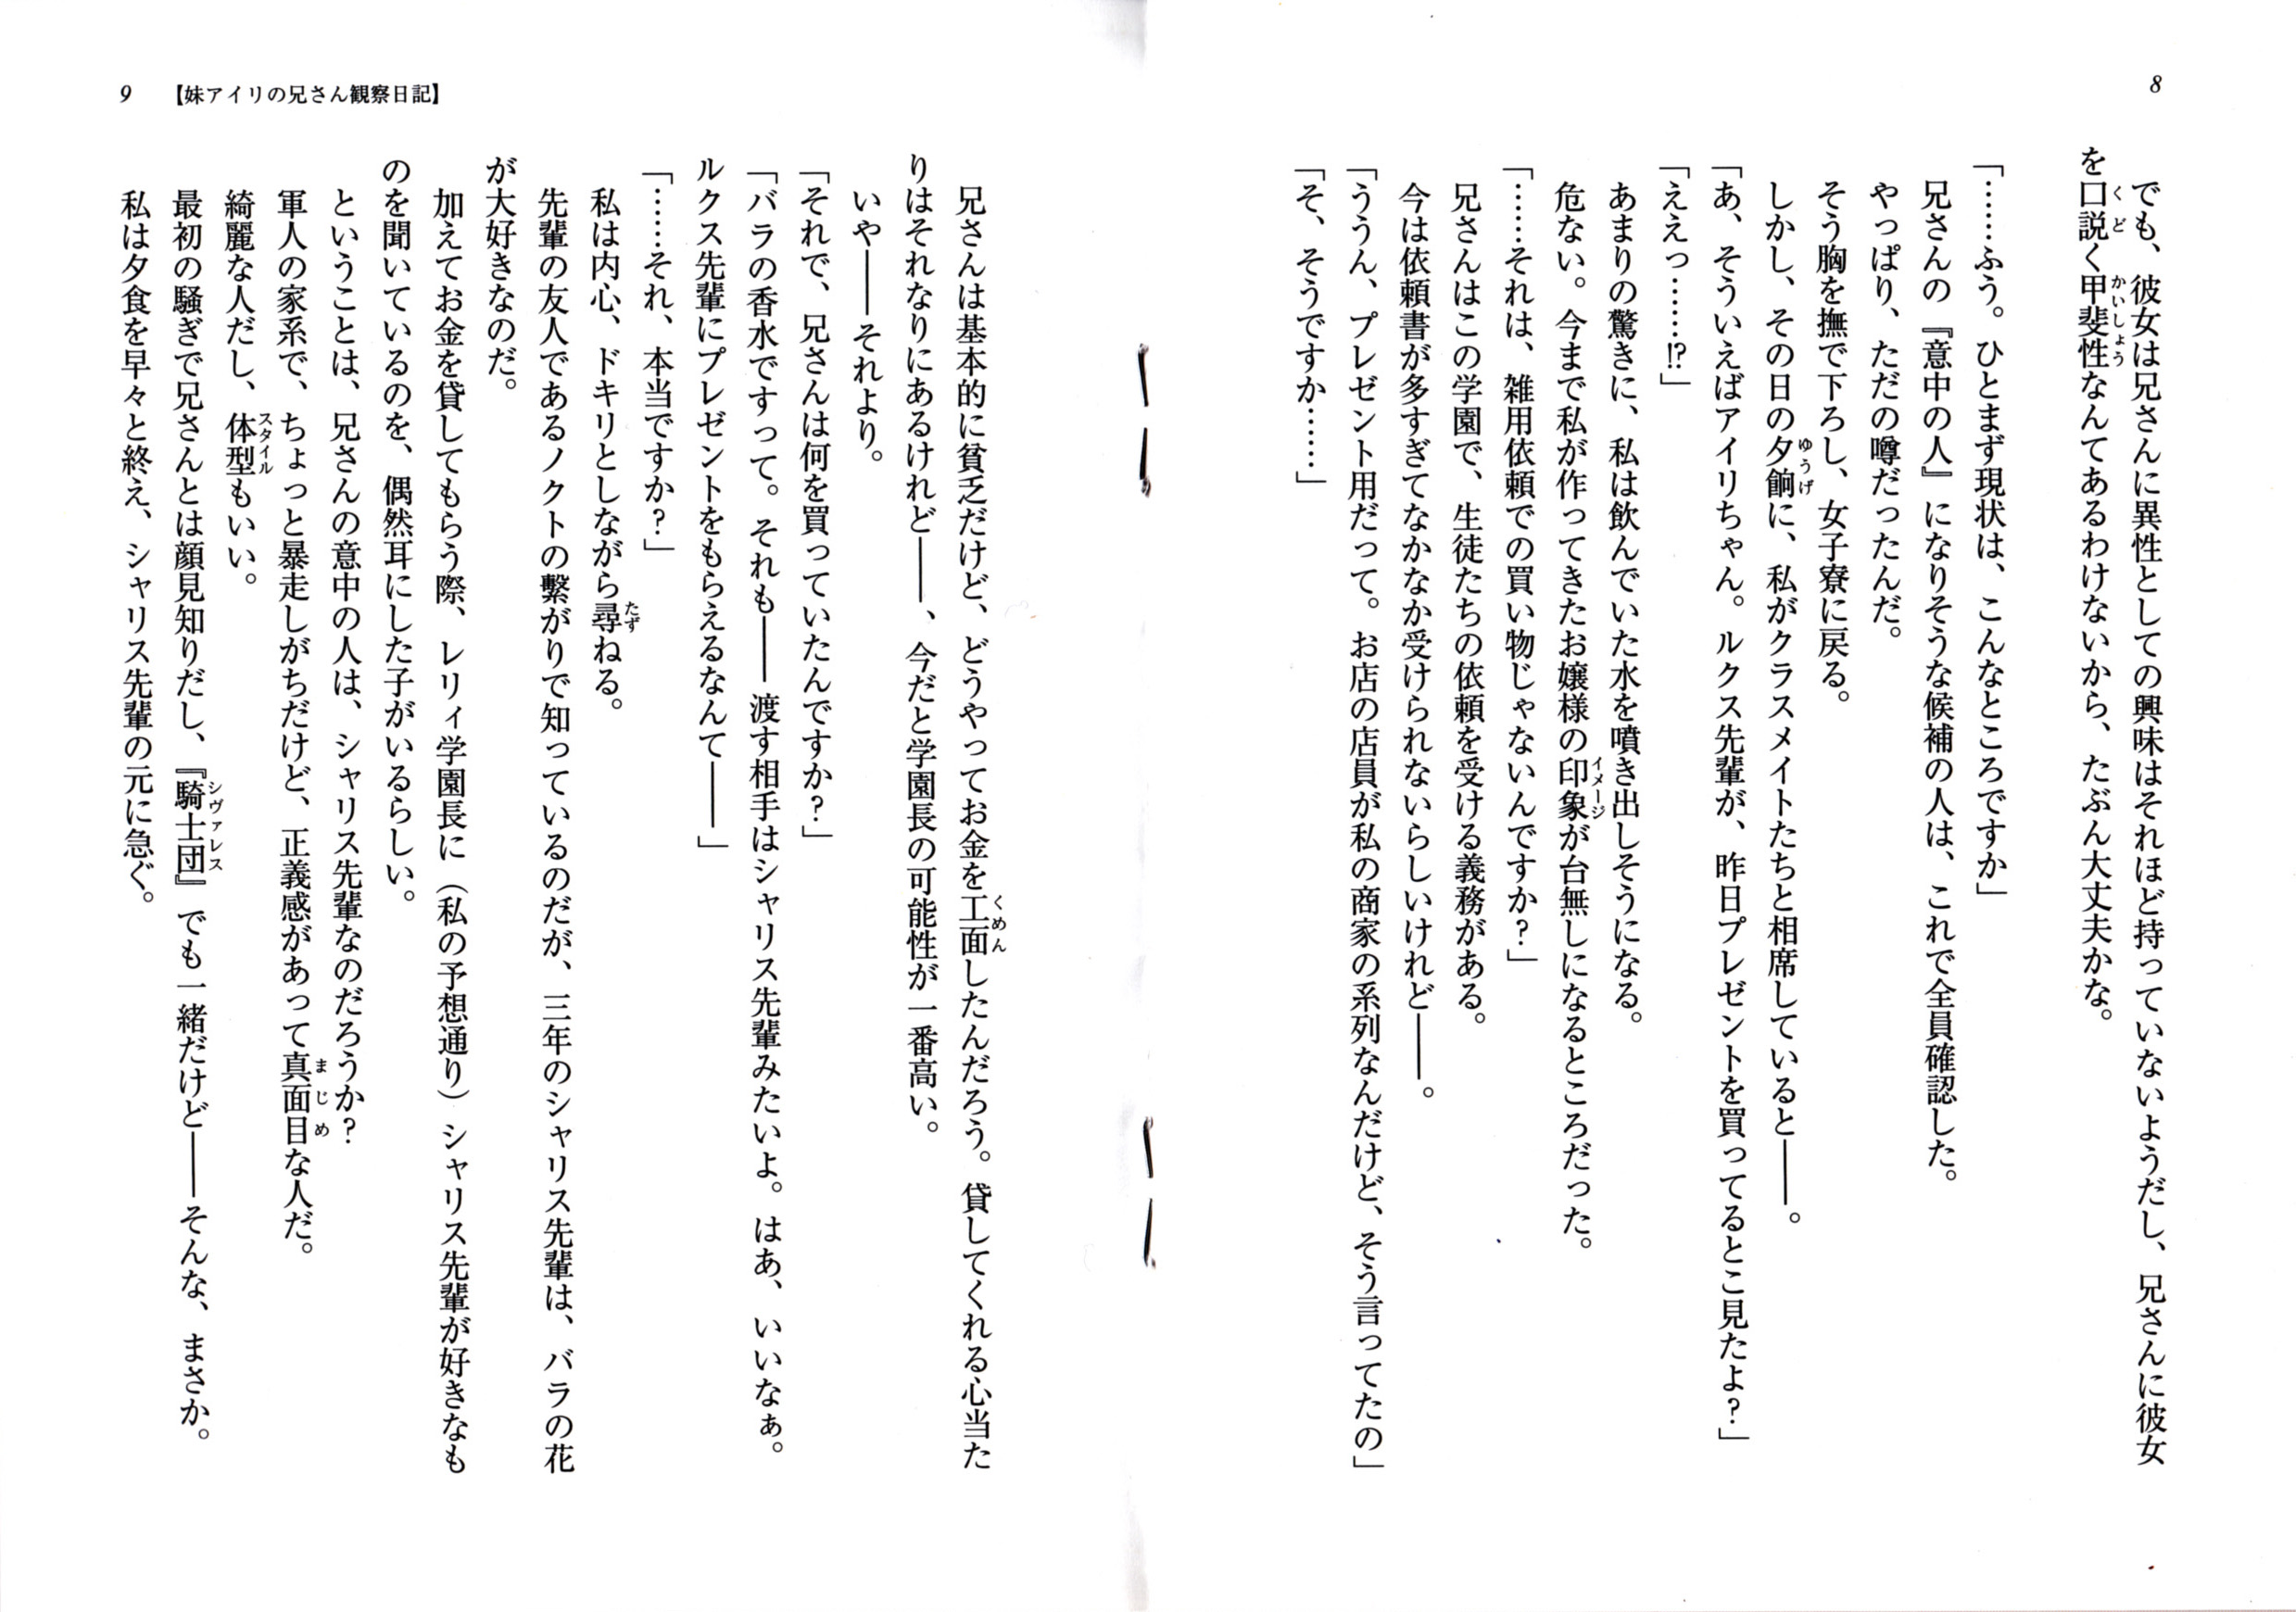 8
でも、彼女は兄さんに異性としての興味はそれほど持っていないようだし、兄さんに彼女
を口説く甲斐性なんてあるわけないから、たぶん大丈夫かな。
「……ふう。ひとまず現状は、こんなところですか」
兄さんの『意中の人』になりそうな候補の人は、これで全員確認した。
やっぱり、ただの噂だったんだ。
そう胸を撫で下ろし、女子寮に戻る。
しかし、その日の夕餉に、私がクラスメイトたちと相席していると――。
「あ、そういえばアイリちゃん。ルクス先輩が、昨日プレゼントを買ってるとこ見たよ？」
「ええっ……!?」
あまりの驚きに、私は飲んでいた水を噴き出しそうになる。
危ない。今まで私が作ってきたお嬢様の印象が台無しになるところだった。
「……それは、雑用依頼での買い物じゃないんですか？」
兄さんはこの学園で、生徒たちの依頼を受ける義務がある。
今は依頼書が多すぎてなかなか受けられないらしいけれど――。
「ううん、プレゼント用だって。お店の店員が私の商家の系列なんだけど、そう言ってたの」
「そ、そうですか……」
兄さんは基本的に貧乏だけど、どうやってお金を工面したんだろう。貸してくれる心当た
りはそれなりにあるけれど――、今だと学園長の可能性が一番高い。
いや――それより。
「それで、兄さんは何を買っていたんですか？」
「バラの香水ですって。それも――渡す相手はシャリス先輩みたいよ。はあ、いいなぁ。
ルクス先輩にプレゼントをもらえるなんて――」
「……それ、本当ですか？」
私は内心、ドキリとしながら尋ねる。
先輩の友人であるノクトの繋がりで知っているのだが、三年のシャリス先輩は、バラの花
が大好きなのだ。
加えてお金を貸してもらう際、レリィ学園長に（私の予想通り）シャリス先輩が好きなも
のを聞いているのを、偶然耳にした子がいるらしい。
ということは、兄さんの意中の人は、シャリス先輩なのだろうか？
軍人の家系で、ちょっと暴走しがちだけど、正義感があって真面目な人だ。
綺麗な人だし、体型もいい。
最初の騒ぎで兄さんとは顔見知りだし、『騎士団』でも一緒だけど――そんな、まさか。
私は夕食を早々と終え、シャリス先輩の元に急ぐ。
9 【妹アイリの兄さん観察日記】